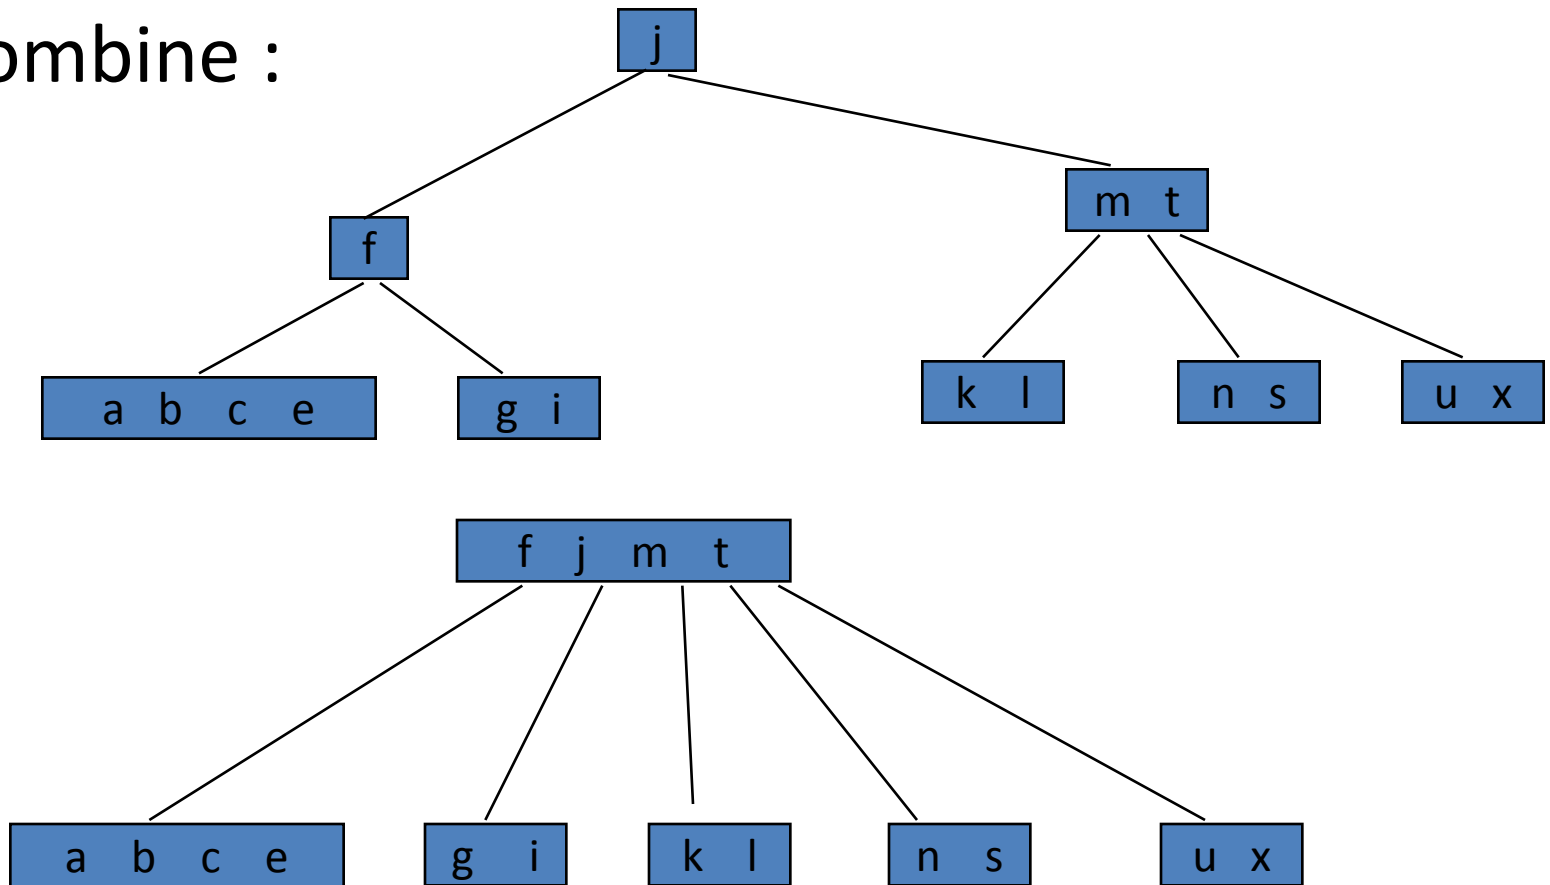 ombine :
j
m t
f
a b c e
g i
k l
n s
u x
f j m t
a b c e
g i
k l
n s
u x